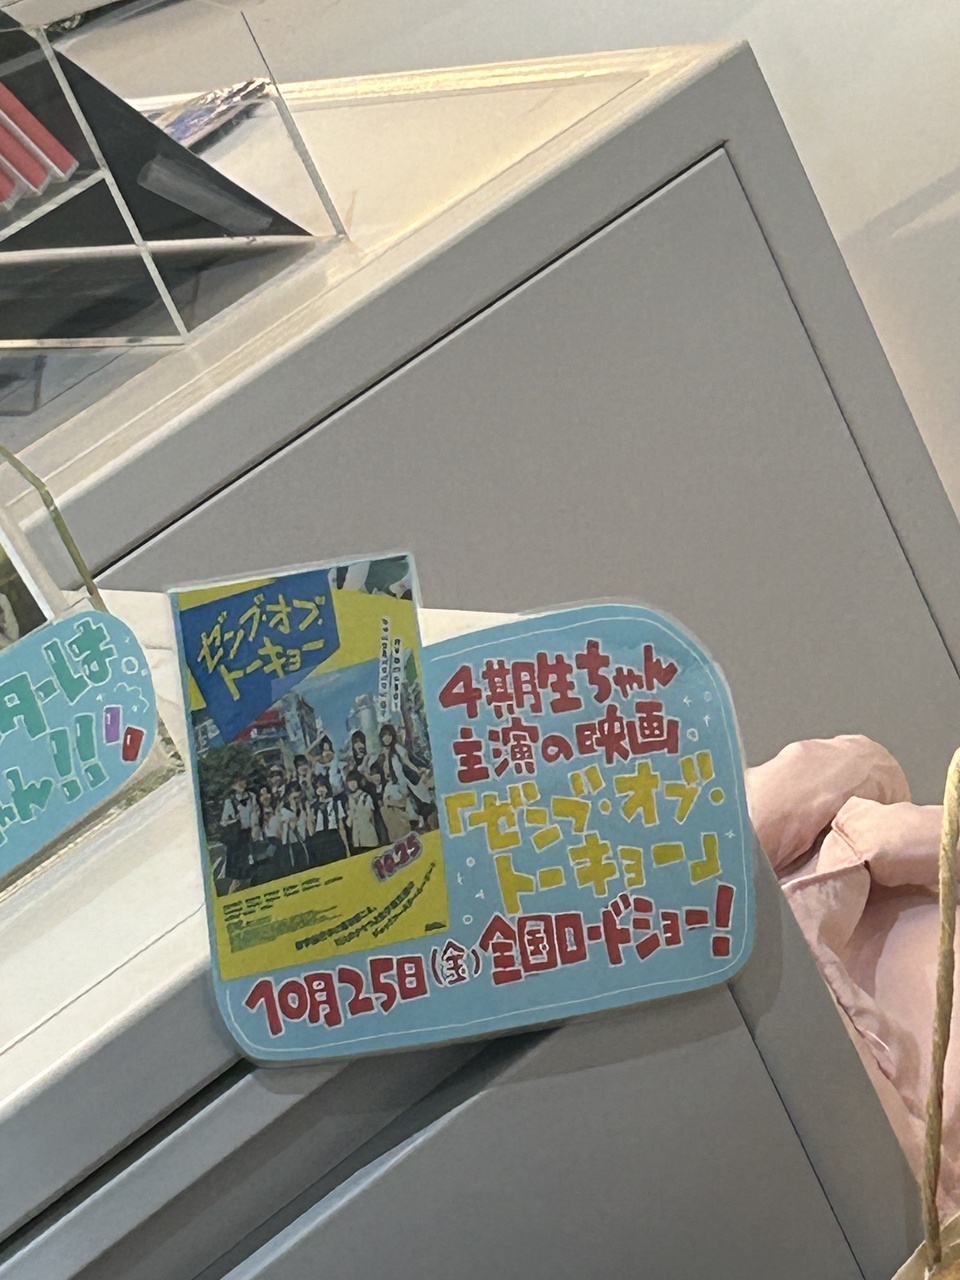 ゼンブ・オブ・
トーキョー
10.25
4期生ちゃん
主演の映画
「ゼンブ・オブ・
トーキョー」
10月25日(金)全国ロードショー!
ターは
ゃん!!